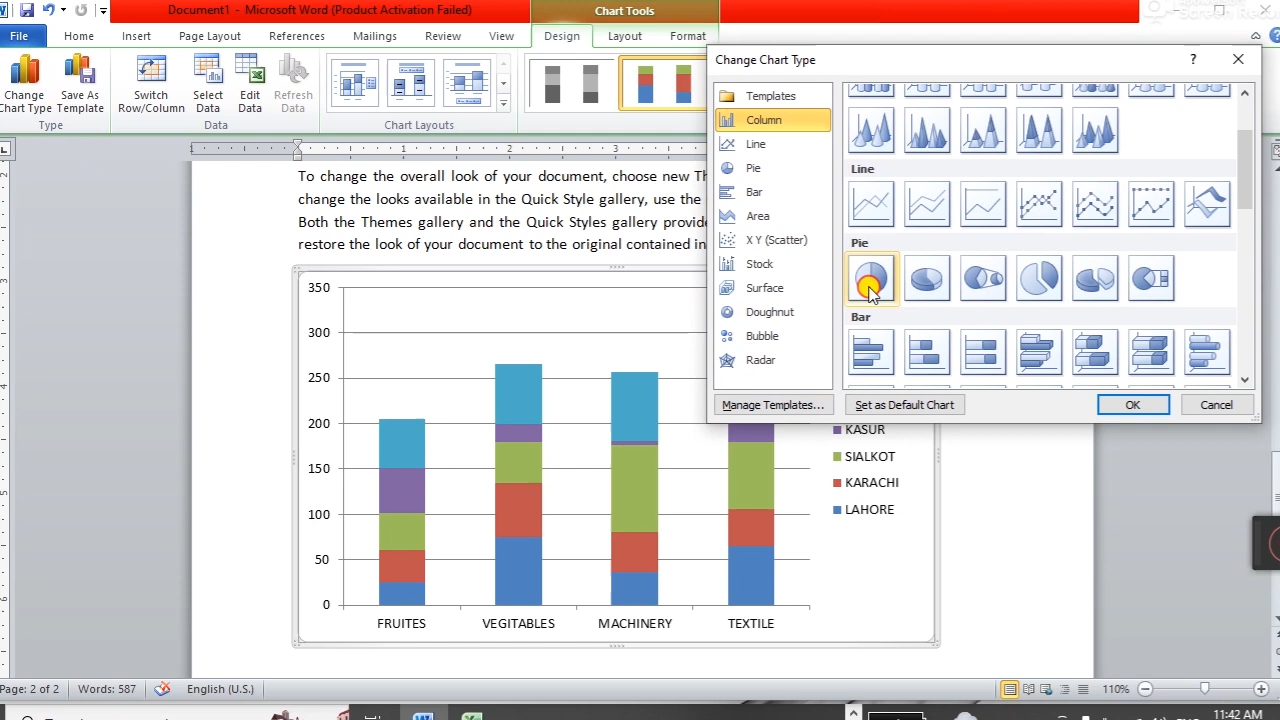 Document1 - Microsoft Word (Product Activation Failed)
Chart Tools
File Home Insert Page Layout References Mailings Review View Design Layout Format
Change Chart Type
Save As Template
Switch Row/Column
Select Data
Edit Data
Refresh Data
Type
Data
Chart Layouts
Change Chart Type
Templates
Column
Line
Pie
Bar
Area
X Y (Scatter)
Stock
Surface
Doughnut
Bubble
Radar
Line
Pie
Bar
Manage Templates...
Set as Default Chart
OK
Cancel
1 1 2 3
To change the overall look of your document, choose new
change the looks available in the Quick Style gallery, use the
Both the Themes gallery and the Quick Styles gallery
restore the look of your document to the original contained in
350
300
250
200
150
100
50
0
FRUITES VEGITABLES MACHINERY TEXTILE
KASUR
SIALKOT
KARACHI
LAHORE
Page: 2 of 2
Words: 587
English (U.S.)
110%
11:42 AM